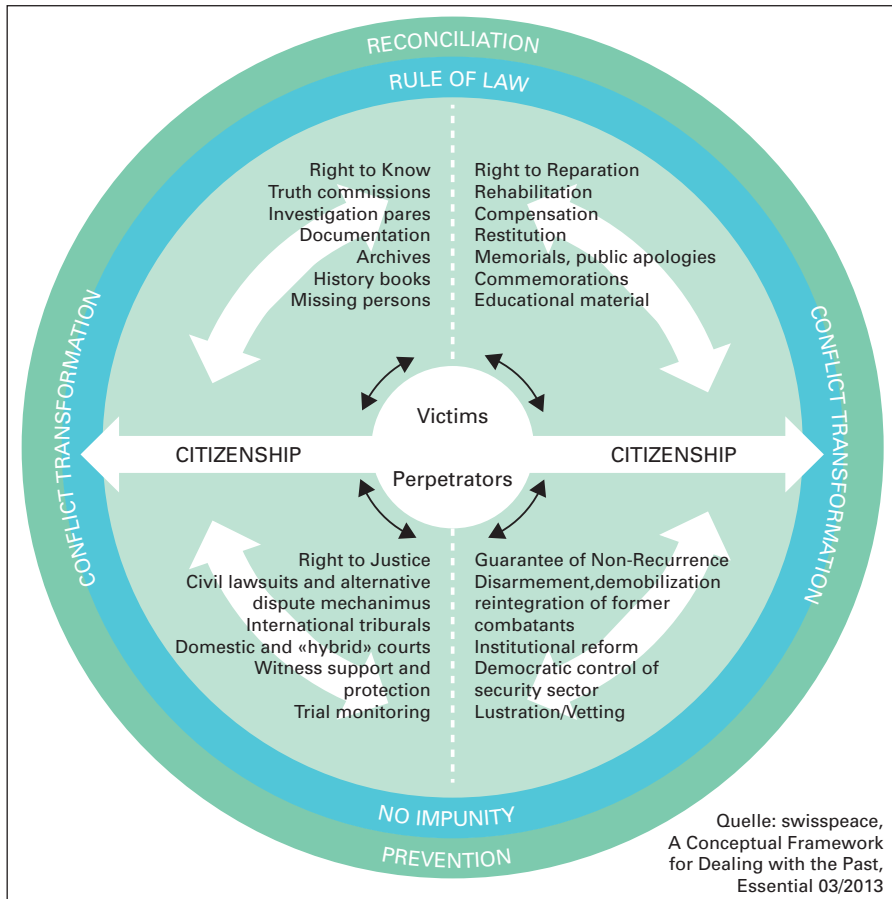 RECONCILIATION
RULE OF LAW
CONFLICT TRANSFORMATION
CONFLICT TRANSFORMATION
Right to Know
Truth commissions
Investigation pares
Documentation
Archives
History books
Missing persons
Right to Reparation
Rehabilitation
Compensation
Restitution
Memorials, public apologies
Commemorations
Educational material
Victims
CITIZENSHIP
CITIZENSHIP
Perpetrators
Right to Justice
Civil lawsuits and alternative
dispute mechanimus
International triburals
Domestic and «hybrid» courts
Witness support and
protection
Trial monitoring
Guarantee of Non-Recurrence
Disarmement,demobilization
reintegration of former
combatants
Institutional reform
Democratic control of
security sector
Lustration/Vetting
NO IMPUNITY
PREVENTION
Quelle: swisspeace,
A Conceptual Framework
for Dealing with the Past,
Essential 03/2013